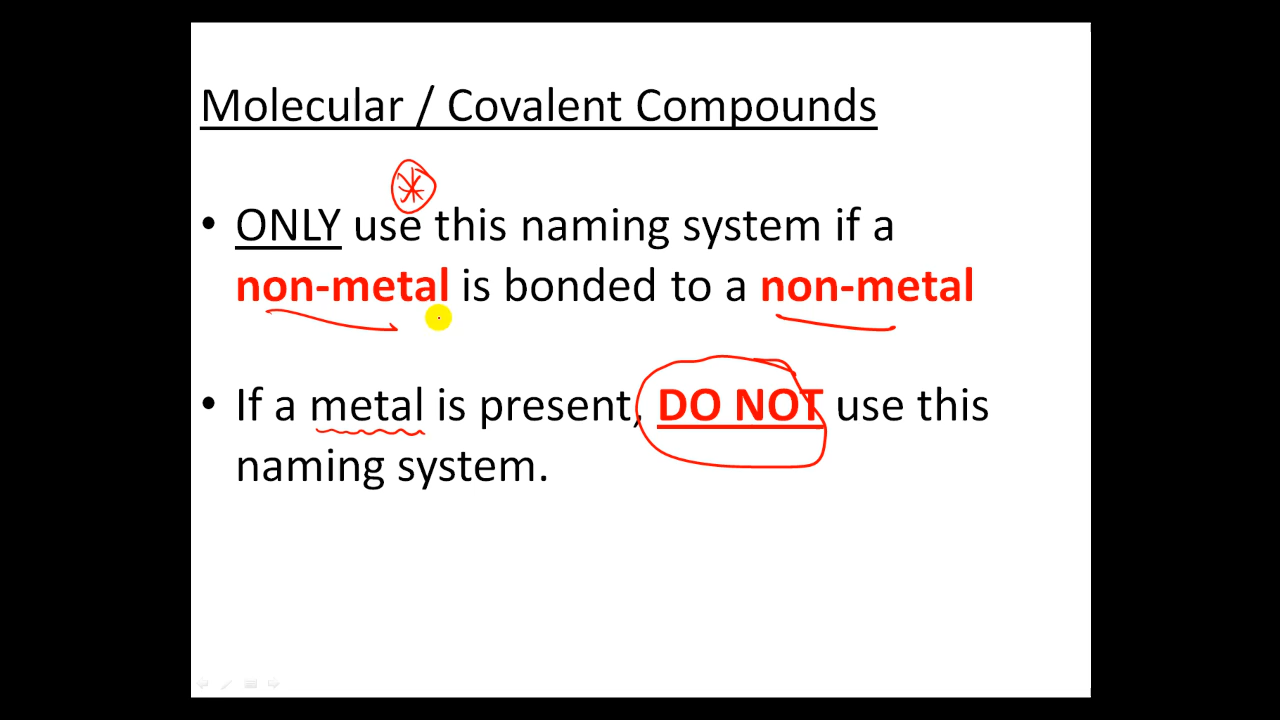 Molecular / Covalent Compounds
• ONLY use this naming system if a
non-metal is bonded to a non-metal
• If a metal is present, DO NOT use this
naming system.